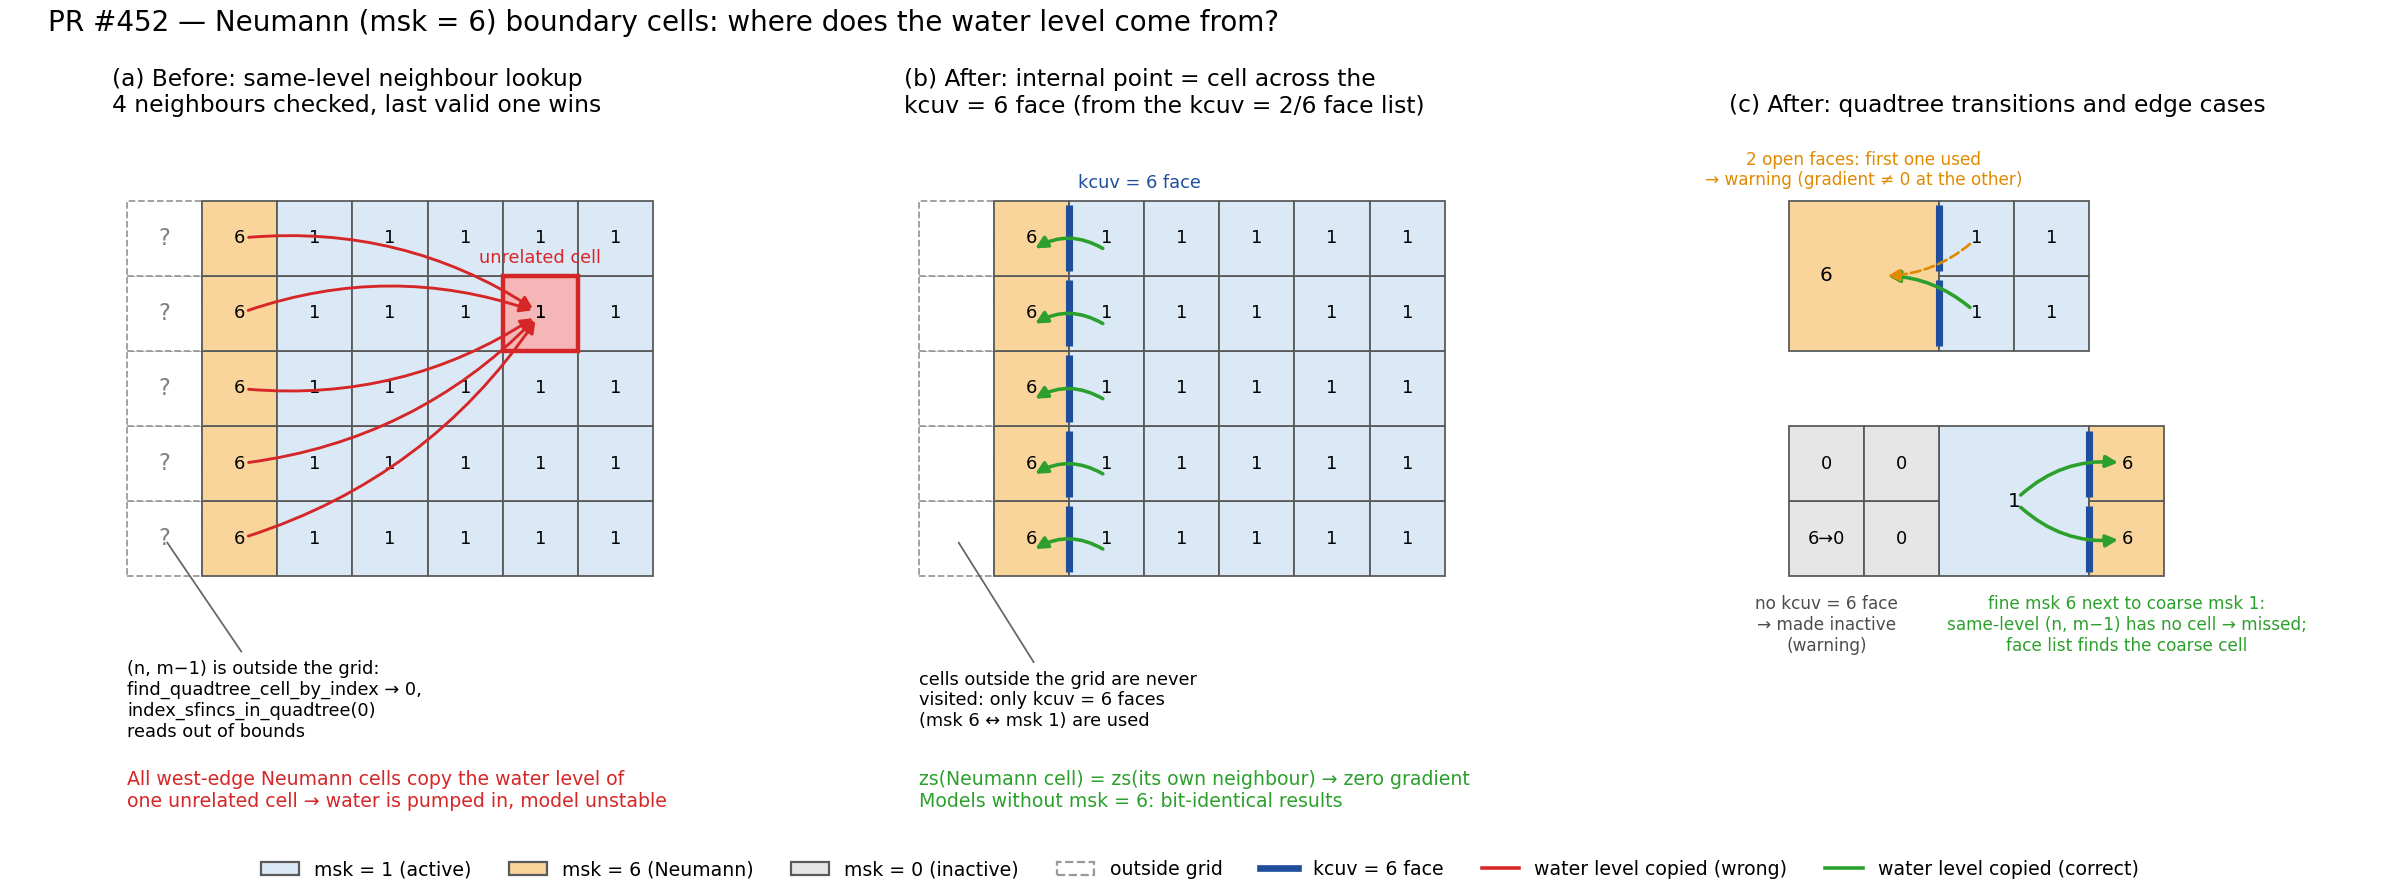 PR #452 — Neumann (msk = 6) boundary cells: where does the water level come from?
(a) Before: same-level neighbour lookup
4 neighbours checked, last valid one wins
? 6 1 1 1 1 1
unrelated cell
? 6 1 1 1 1 1
? 6 1 1 1 1 1
? 6 1 1 1 1 1
? 6 1 1 1 1 1
(n, m−1) is outside the grid:
find_quadtree_cell_by_index → 0,
index_sfincs_in_quadtree(0)
reads out of bounds
All west-edge Neumann cells copy the water level of
one unrelated cell → water is pumped in, model unstable
(b) After: internal point = cell across the
kcuv = 6 face (from the kcuv = 2/6 face list)
kcuv = 6 face
6 1 1 1 1 1
6 1 1 1 1 1
6 1 1 1 1 1
6 1 1 1 1 1
6 1 1 1 1 1
cells outside the grid are never
visited: only kcuv = 6 faces
(msk 6 ↔ msk 1) are used
zs(Neumann cell) = zs(its own neighbour) → zero gradient
Models without msk = 6: bit-identical results
(c) After: quadtree transitions and edge cases
2 open faces: first one used
→ warning (gradient ≠ 0 at the other)
1 1
6
1 1
0 0 6
1
6→0 0 6
no kcuv = 6 face
→ made inactive
(warning)
fine msk 6 next to coarse msk 1:
same-level (n, m−1) has no cell → missed;
face list finds the coarse cell
msk = 1 (active)
msk = 6 (Neumann)
msk = 0 (inactive)
outside grid
kcuv = 6 face
water level copied (wrong)
water level copied (correct)